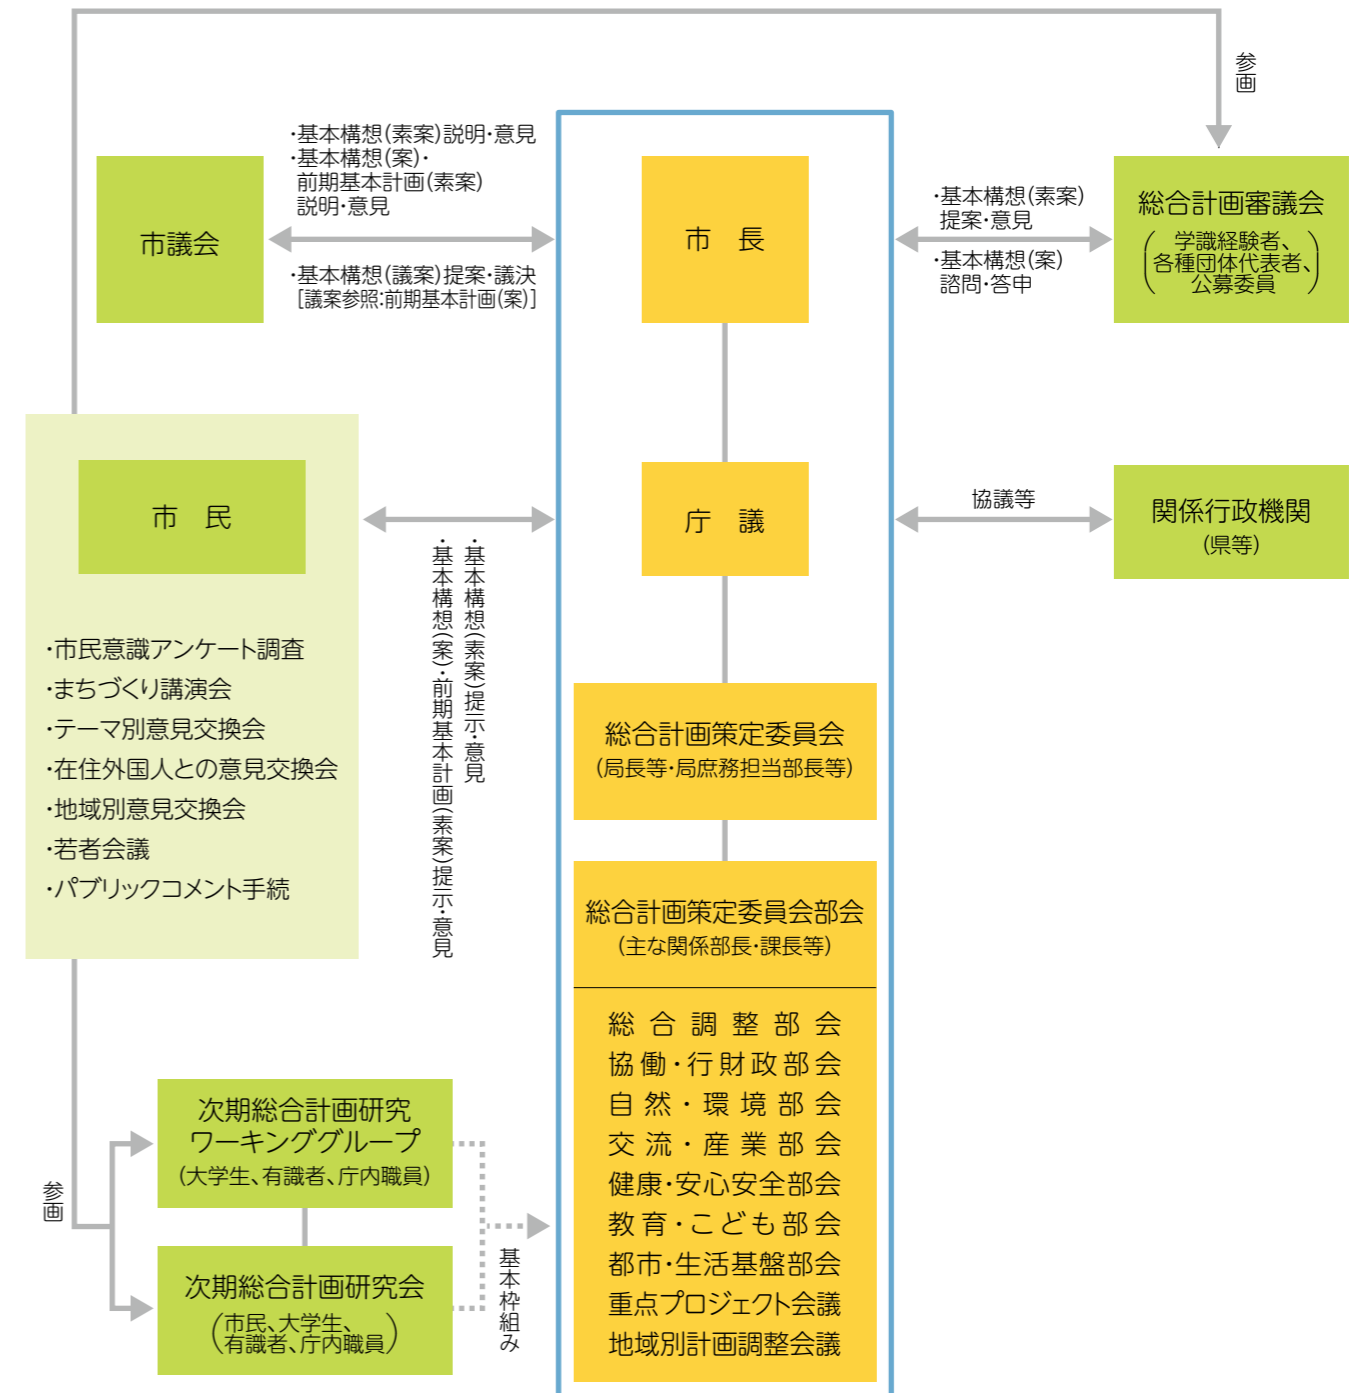 参画
・基本構想(素案)説明・意見
・基本構想(案)・
前期基本計画(素案)
説明・意見
市議会
・基本構想(議案)提案・議決
[議案参照:前期基本計画(案)]
市　長
・基本構想(素案)
提案・意見
・基本構想(案)
諮問・答申
総合計画審議会
(学識経験者、
各種団体代表者、
公募委員)
市　民
・市民意識アンケート調査
・まちづくり講演会
・テーマ別意見交換会
・在住外国人との意見交換会
・地域別意見交換会
・若者会議
・パブリックコメント手続
・基本構想(素案)提示・意見
・基本構想(案)・前期基本計画(素案)提示・意見
庁　議
協議等
関係行政機関
(県等)
総合計画策定委員会
(局長等・局庶務担当部長等)
総合計画策定委員会部会
(主な関係部長・課長等)
総合調整部会
協働・行財政部会
自然・環境部会
交流・産業部会
健康・安心安全部会
教育・こども部会
都市・生活基盤部会
重点プロジェクト会議
地域別計画調整会議
参画
次期総合計画研究
ワーキンググループ
(大学生、有識者、庁内職員)
次期総合計画研究会
(市民、大学生、
有識者、庁内職員)
基本枠組み